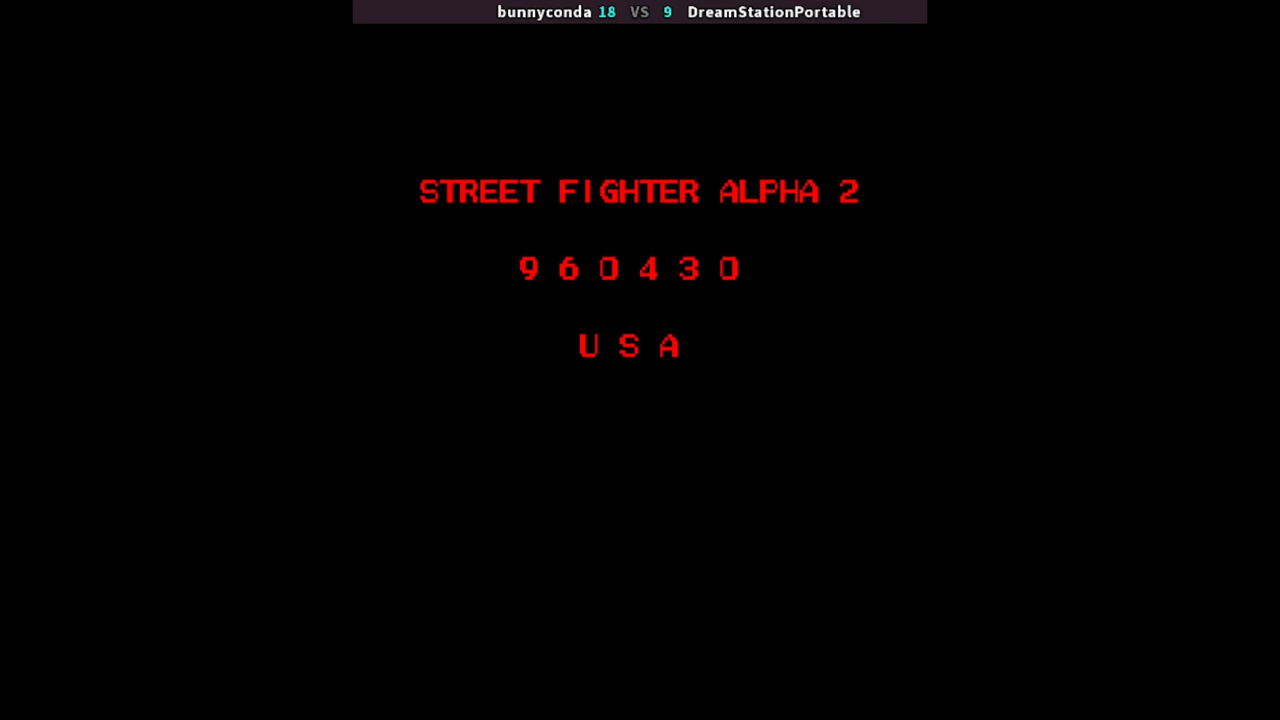 bunnyconda 18 VS 9 DreamStationPortable
STREET FIGHTER ALPHA 2
9 6 0 4 3 0
U S A